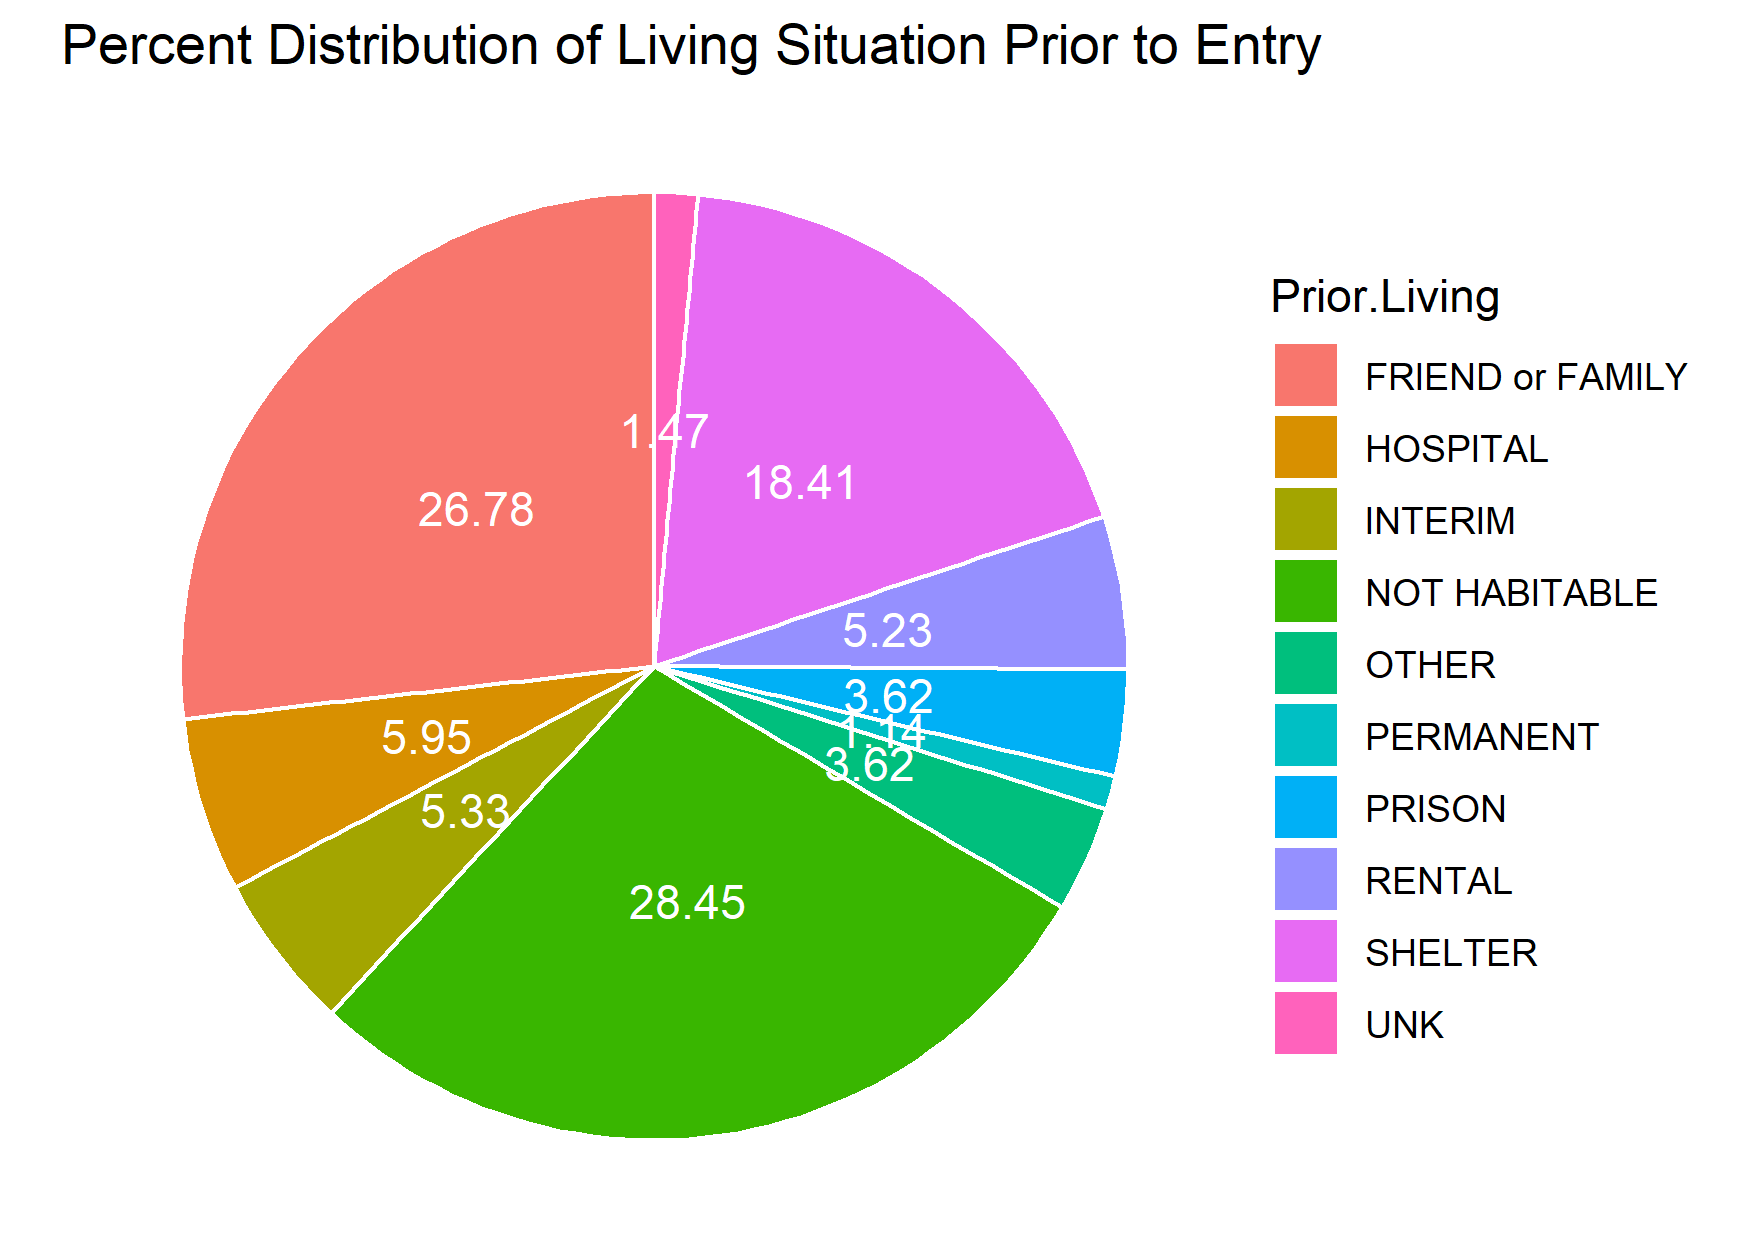 Percent Distribution of Living Situation Prior to Entry
1.47
18.41
26.78
5.23
3.62
1.14
5.95
3.62
5.33
28.45
Prior.Living
FRIEND or FAMILY
HOSPITAL
INTERIM
NOT HABITABLE
OTHER
PERMANENT
PRISON
RENTAL
SHELTER
UNK